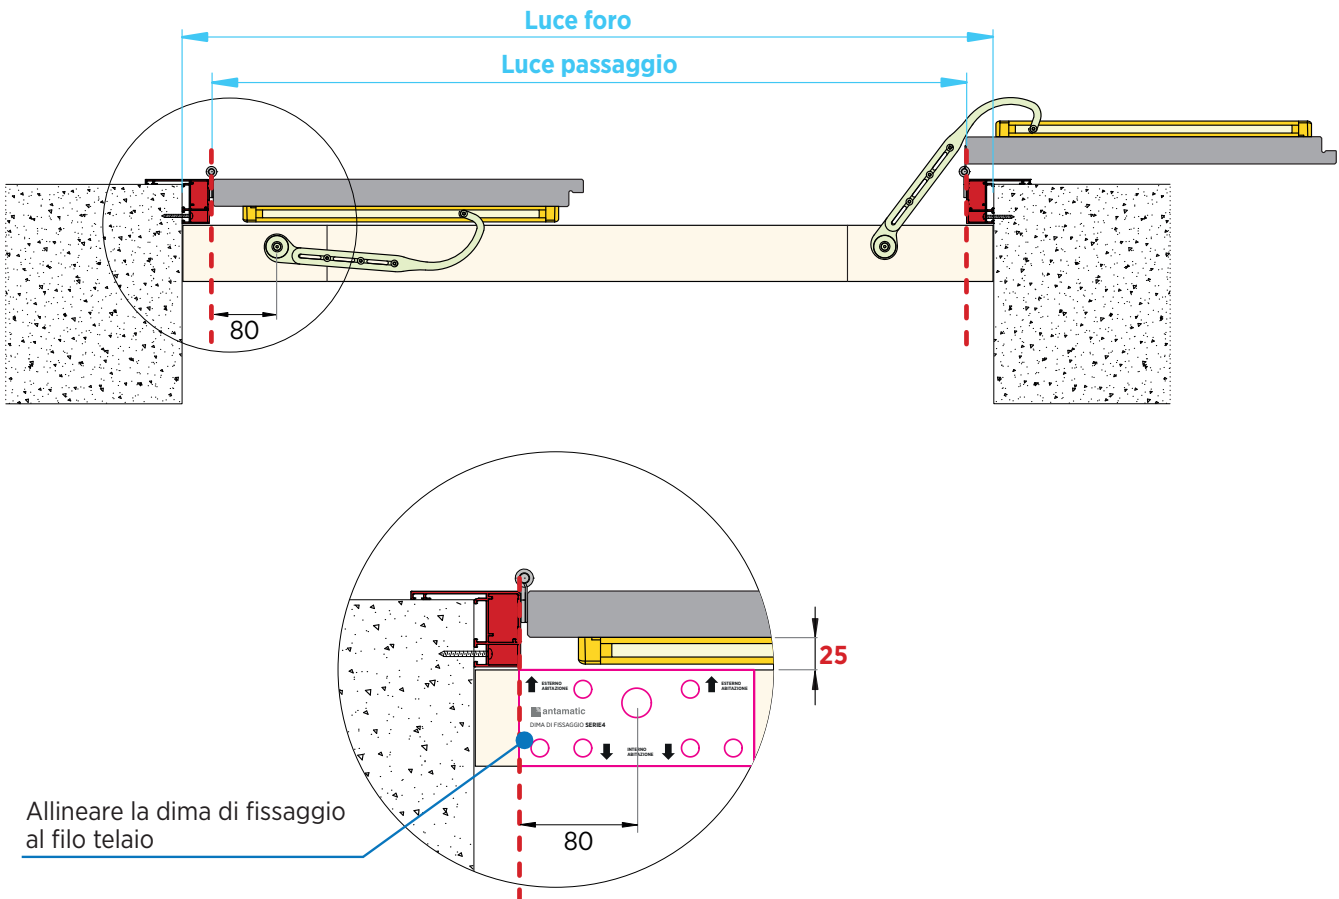 Luce foro
Luce passaggio
80
25
ESTERNO
ABITAZIONE
ESTERNO
ABITAZIONE
antamatic
DIMA DI FISSAGGIO SERIE4
INTERNO
ABITAZIONE
Allineare la dima di fissaggio
al filo telaio
80